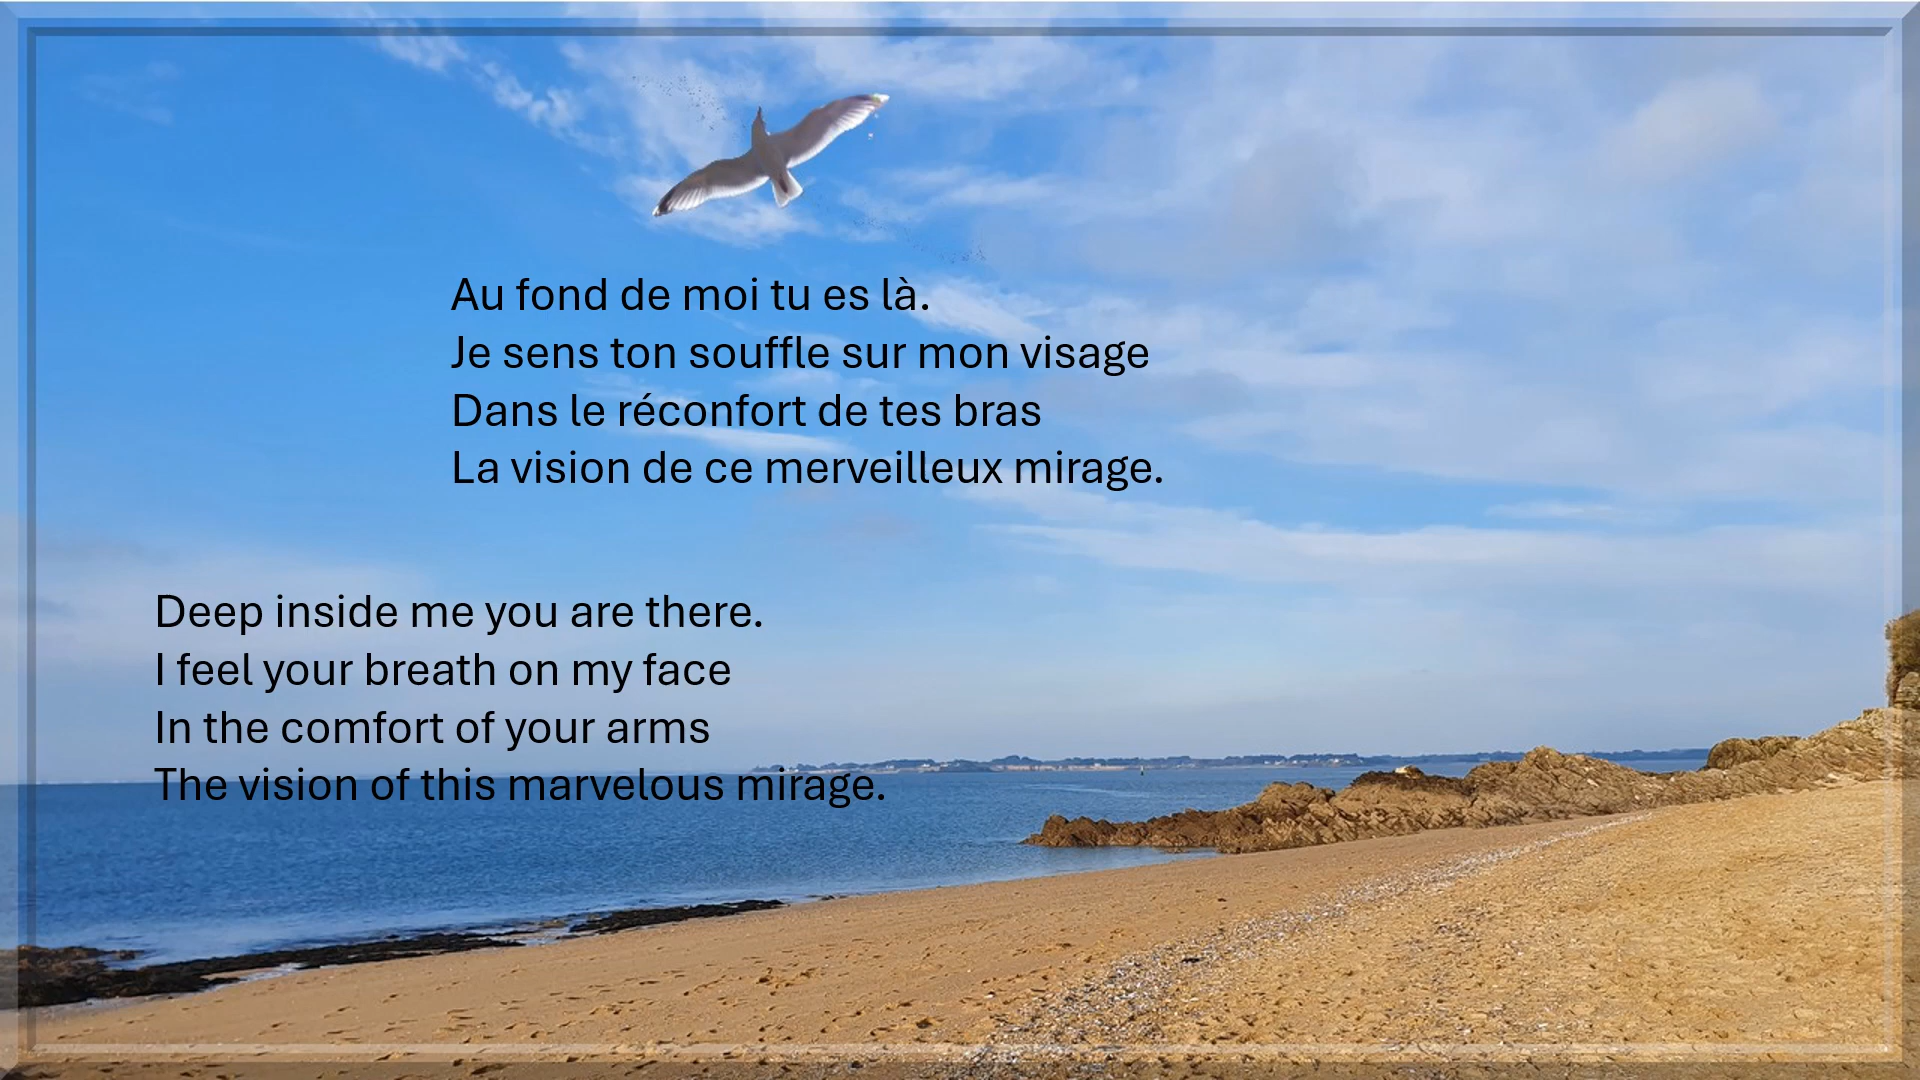 Au fond de moi tu es là.
Je sens ton souffle sur mon visage
Dans le réconfort de tes bras
La vision de ce merveilleux mirage.
Deep inside me you are there.
I feel your breath on my face
In the comfort of your arms
The vision of this marvelous mirage.